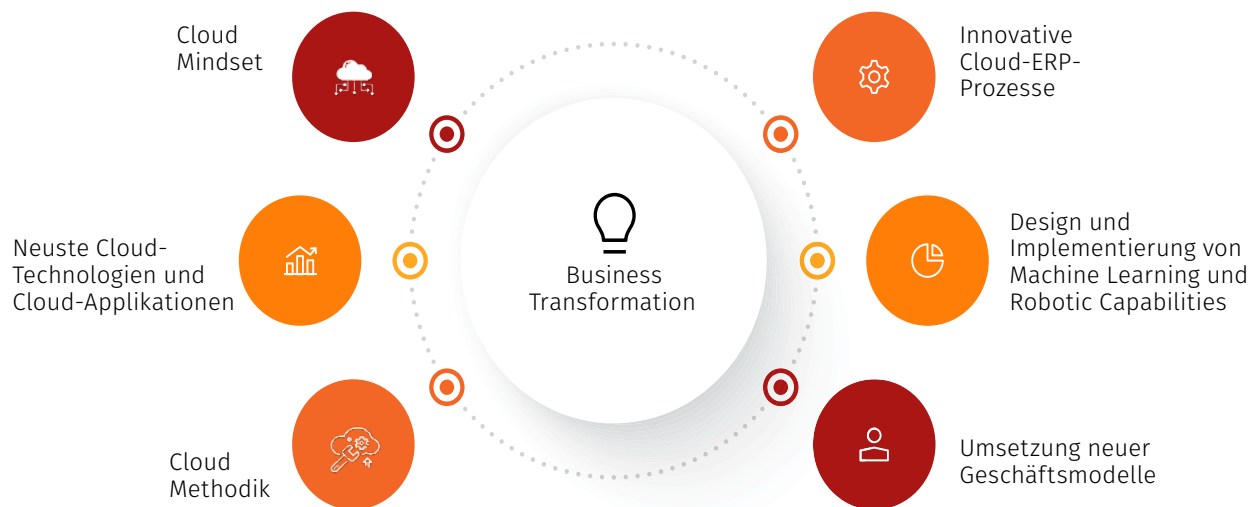 Cloud
Mindset
Innovative
Cloud-ERP-
Prozesse
Neuste Cloud-
Technologien und
Cloud-Applikationen
Business
Transformation
Design und
Implementierung von
Machine Learning und
Robotic Capabilities
Cloud
Methodik
Umsetzung neuer
Geschäftsmodelle